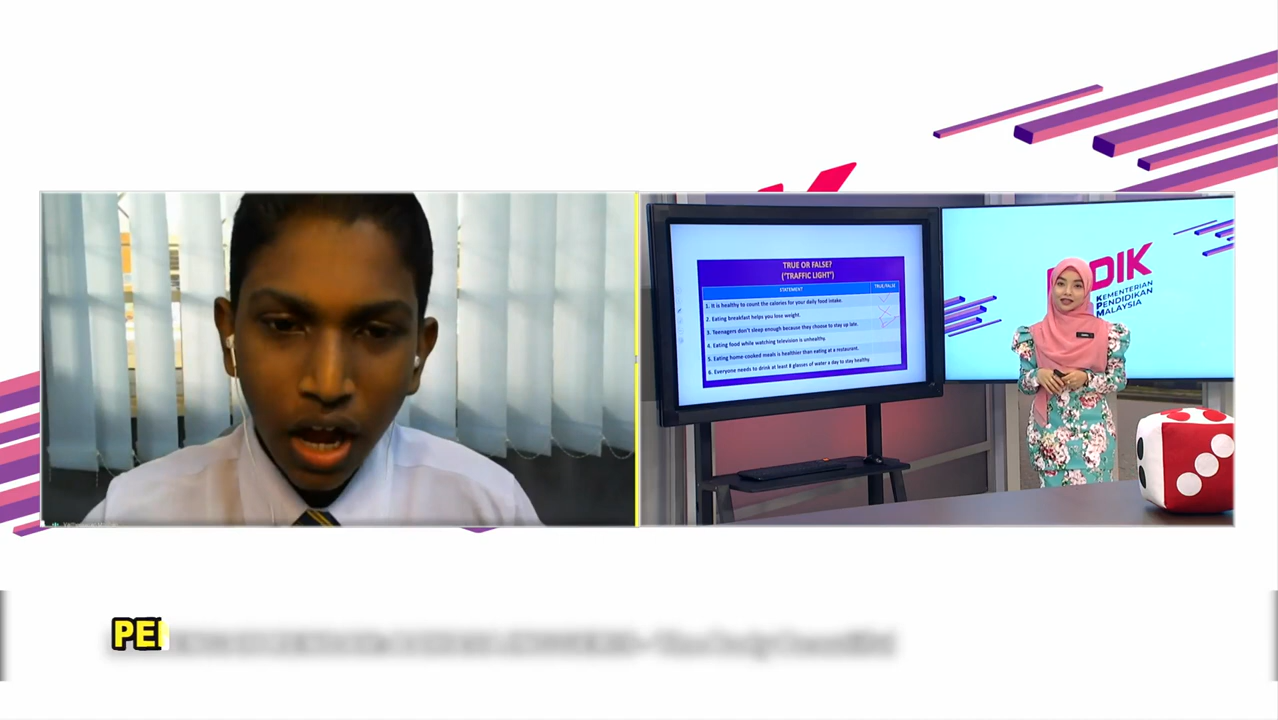 TRUE OR FALSE?
('TRAFFIC LIGHT')
STATEMENT TRUE/FALSE
1. It is healthy to count the calories for your daily food intake.
2. Eating breakfast helps you lose weight.
3. Teenagers don't sleep enough because they choose to stay up late.
4. Eating food while watching television is unhealthy.
5. Eating home-cooked meals is healthier than eating at a restaurant.
6. Everyone needs to drink at least 8 glasses of water a day to stay healthy
DIK
KEMENTERIAN
PENDIDIKAN
MALAYSIA
PE